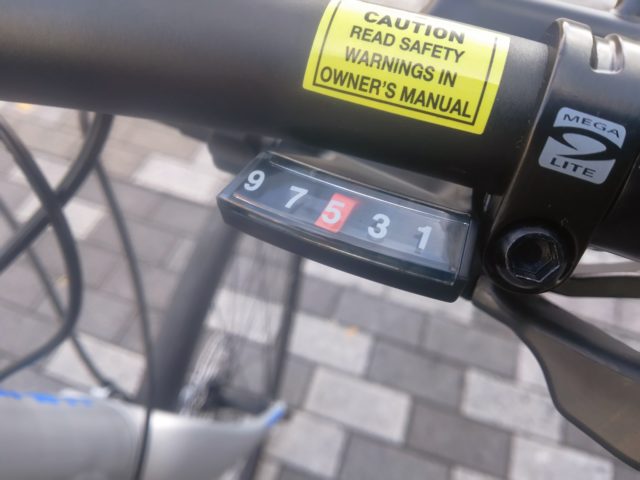 CAUTION
READ SAFETY
WARNINGS IN
OWNER'S MANUAL
MEGA
LITE
9 7 5 3 1